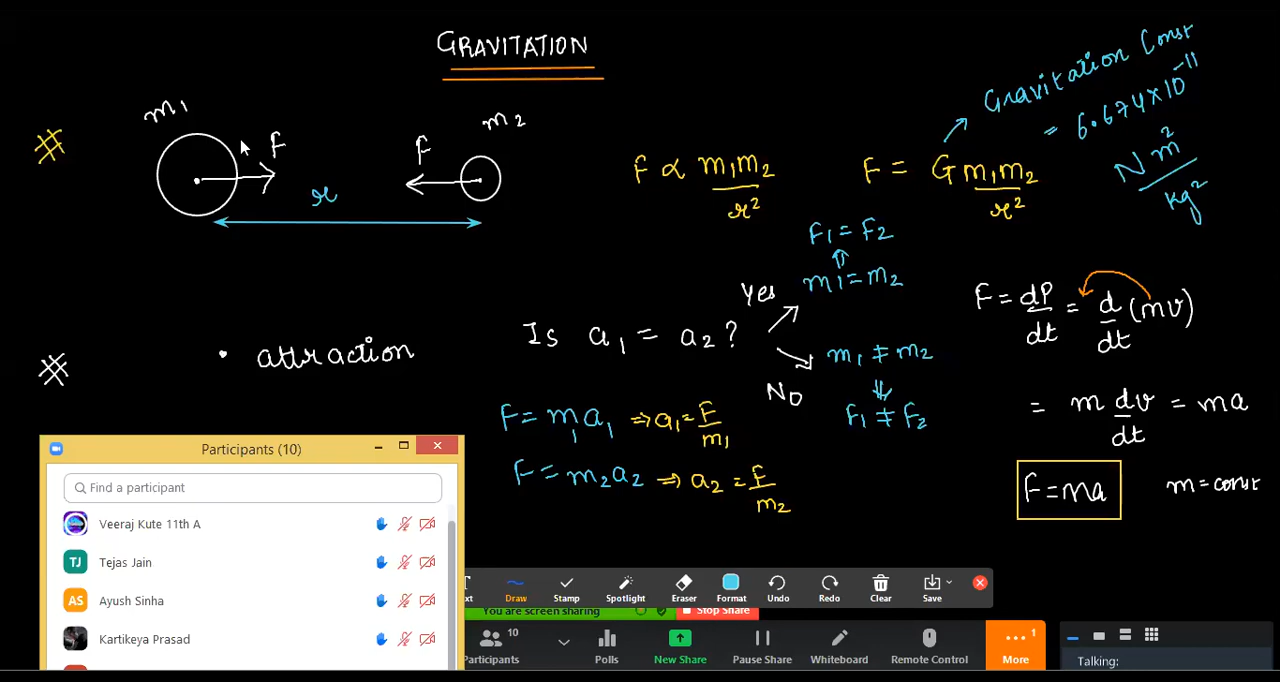 GRAVITATION
m1
F
F
m2
r
F ∝ m1m2/r²
F = G m1m2/r²
Gravitation Const
= 6.674×10⁻¹¹
N m²/kg²
F1 = F2
⇑
m1 = m2
Yes
Is a1 = a2 ?
No
m1 ≠ m2
⇓
F1 ≠ F2
• attraction
F = m1a1 ⇒ a1 = F/m1
F = m2a2 ⇒ a2 = F/m2
F = dP/dt = d/dt (mv)
= m dv/dt = ma
F = ma
m = const
Participants (10)
Find a participant
Veeraj Kute 11th A
TJ Tejas Jain
AS Ayush Sinha
Kartikeya Prasad
Draw Stamp Spotlight Eraser Format Undo Redo Clear Save
You are screen sharing Stop Share
10 1
Participants Polls New Share Pause Share Whiteboard Remote Control More
Talking: